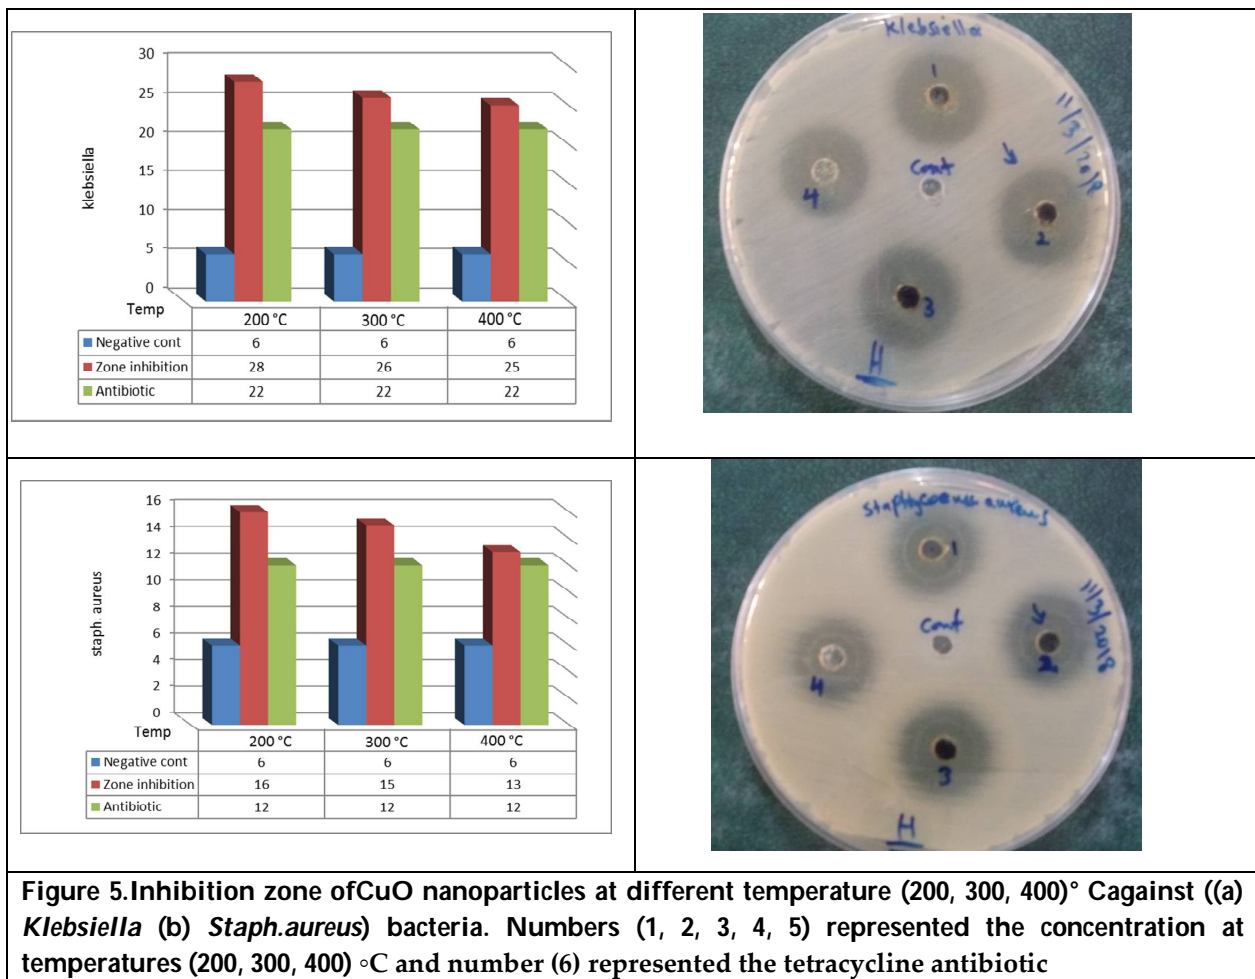 klebsiella
30
25
20
15
10
5
0
Temp
200 °C 300 °C 400 °C
Negative cont 6 6 6
Zone inhibition 28 26 25
Antibiotic 22 22 22
Klebsiella
11/3/2018
1
2
3
4
Cont
H
staph. aureus
16
14
12
10
8
6
4
2
0
Temp
200 °C 300 °C 400 °C
Negative cont 6 6 6
Zone inhibition 16 15 13
Antibiotic 12 12 12
aureus
11/3/2018
1
2
3
4
Cont
H
Figure 5.Inhibition zone ofCuO nanoparticles at different temperature (200, 300, 400)° Cagainst ((a)
Klebsiella (b) Staph.aureus) bacteria. Numbers (1, 2, 3, 4, 5) represented the concentration at
temperatures (200, 300, 400) ◦C and number (6) represented the tetracycline antibiotic